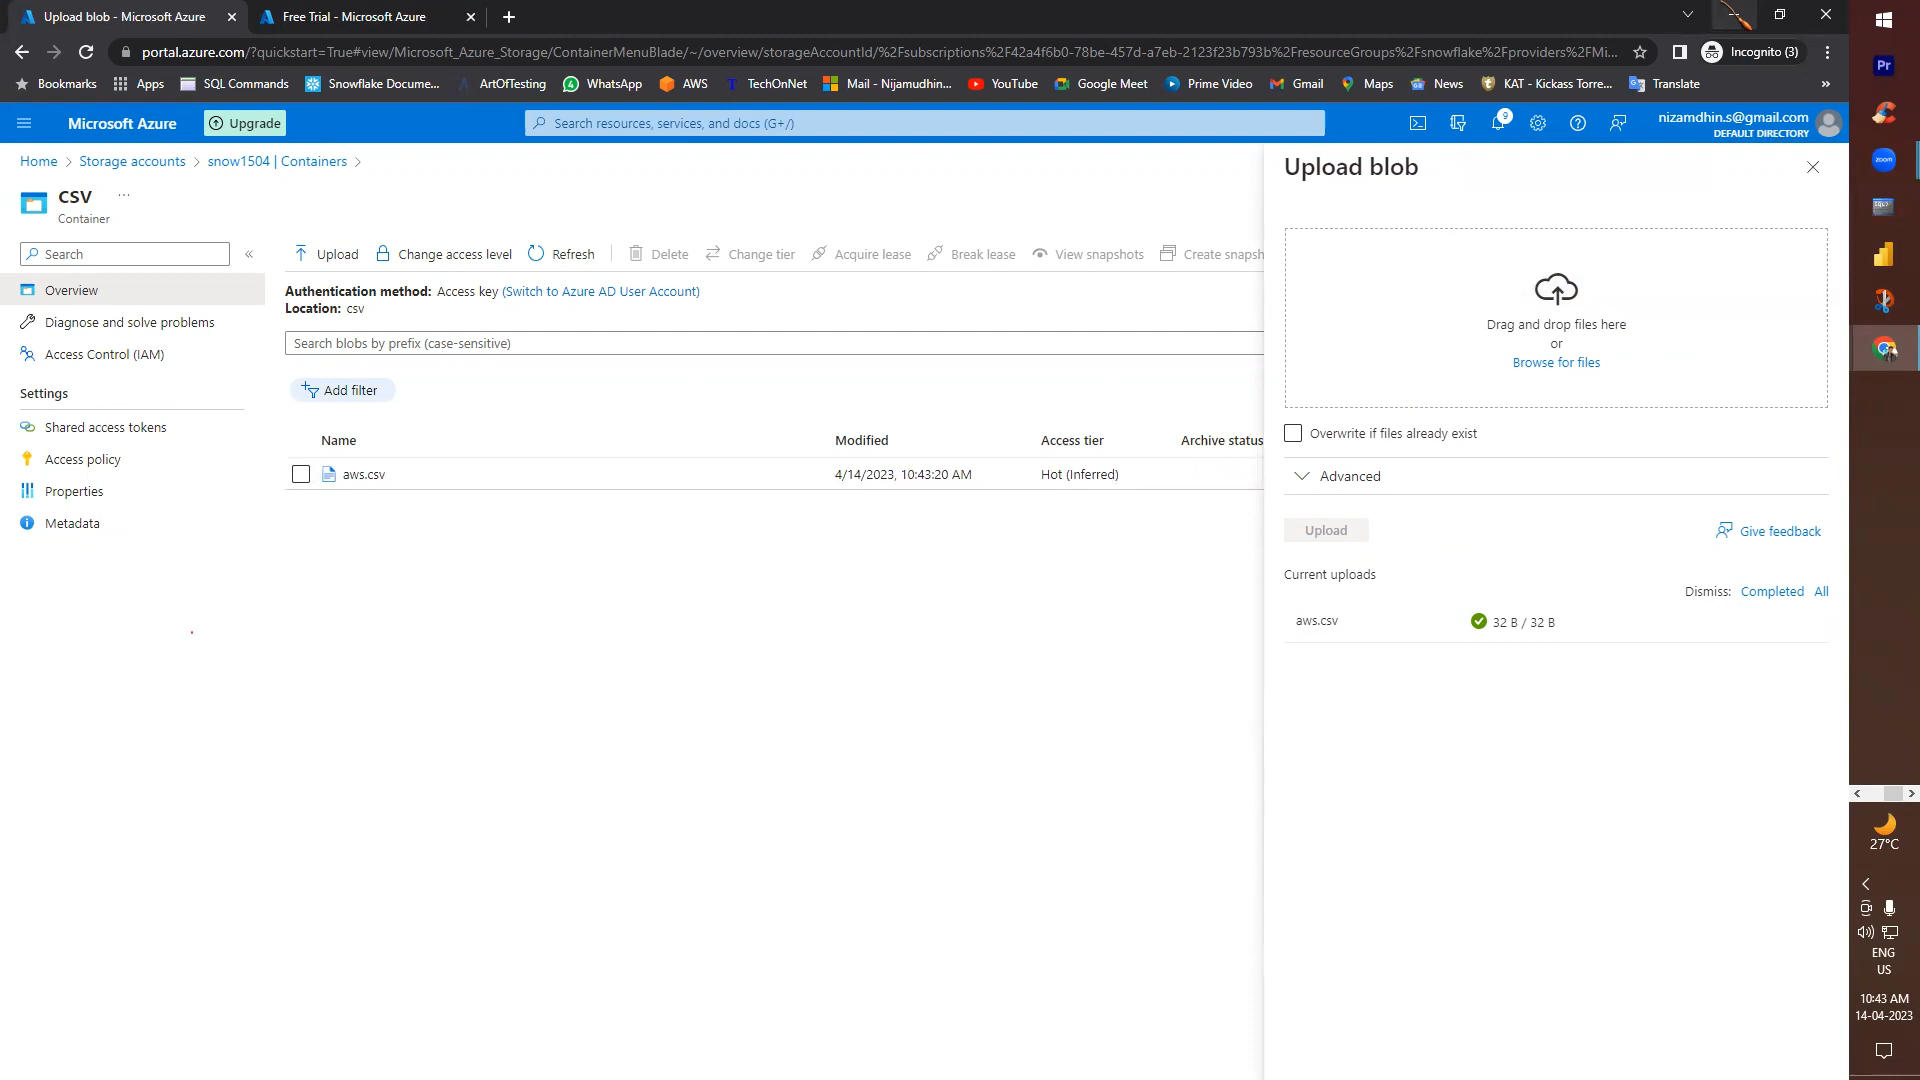 Upload blob - Microsoft Azure
Free Trial - Microsoft Azure
portal.azure.com/?quickstart=True#view/Microsoft_Azure_Storage/ContainerMenuBlade/~/overview/storageAccountId/%2Fsubscriptions%2F42a4f6b0-78be-457d-a7eb-2123f23b793b%2FresourceGroups%2Fsnowflake%2Fproviders%2FMi...
Incognito (3)
Bookmarks
Apps
SQL Commands
Snowflake Docume...
ArtOfTesting
WhatsApp
AWS
TechOnNet
Mail - Nijamudhin...
YouTube
Google Meet
Prime Video
Gmail
Maps
News
KAT - Kickass Torre...
Translate
»
Microsoft Azure
Upgrade
Search resources, services, and docs (G+/)
9
nizamdhin.s@gmail.com
DEFAULT DIRECTORY
Home > Storage accounts > snow1504 | Containers >
CSV ...
Container
Search
«
Overview
Diagnose and solve problems
Access Control (IAM)
Settings
Shared access tokens
Access policy
Properties
Metadata
Upload
Change access level
Refresh
Delete
Change tier
Acquire lease
Break lease
View snapshots
Create snapsh
Authentication method: Access key (Switch to Azure AD User Account)
Location: csv
Search blobs by prefix (case-sensitive)
Add filter
Name Modified Access tier Archive status
aws.csv 4/14/2023, 10:43:20 AM Hot (Inferred)
Upload blob
Drag and drop files here
or
Browse for files
Overwrite if files already exist
Advanced
Upload
Give feedback
Current uploads
Dismiss: Completed All
aws.csv 32 B / 32 B
Pr
zoom
27°C
ENG
US
10:43 AM
14-04-2023